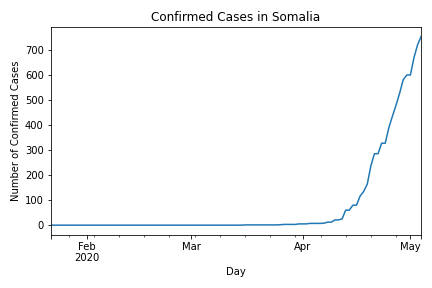 Confirmed Cases in Somalia
Number of Confirmed Cases
700
600
500
400
300
200
100
0
Feb
2020
Mar
Apr
May
Day